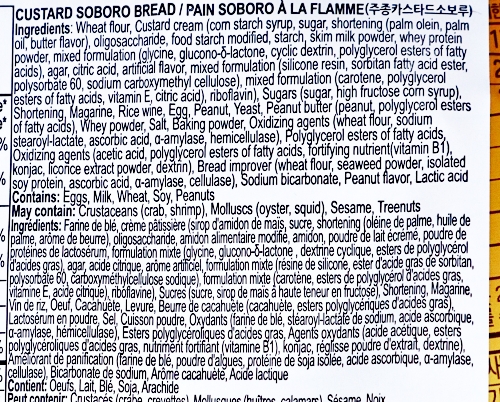 CUSTARD SOBORO BREAD / PAIN SOBORO À LA FLAMME(주종카스타드소보루)
Ingredients: Wheat flour, Custard cream (corn starch syrup, sugar, shortening (palm olein, palm
oil, butter flavor), oligosaccharide, food starch modified, starch, skim milk powder, whey protein
powder, mixed formulation (glycine, glucono-δ-lactone, cyclic dextrin, polyglycerol esters of fatty
acids), agar, citric acid, artificial flavor, mixed formulation (silicone resin, sorbitan fatty acid ester,
polysorbate 60, sodium carboxymethyl cellulose), mixed formulation (carotene, polyglycerol
esters of fatty acids, vitamin E, citric acid), riboflavin), Sugars (sugar, high fructose corn syrup),
Shortening, Magarine, Rice wine, Egg, Peanut, Yeast, Peanut butter (peanut, polyglycerol esters
of fatty acids), Whey powder, Salt, Baking powder, Oxidizing agents (wheat flour, sodium
stearoyl-lactate, ascorbic acid, α-amylase, hemicellulase), Polyglycerol esters of fatty acids,
Oxidizing agents (acetic acid, polyglycerol esters of fatty acids, fortifying nutrient(vitamin B1),
konjac, licorice extract powder, dextrin), Bread improver (wheat flour, seaweed powder, isolated
soy protein, ascorbic acid, α-amylase, cellulase), Sodium bicarbonate, Peanut flavor, Lactic acid
Contains: Eggs, Milk, Wheat, Soy, Peanuts
May contain: Crustaceans (crab, shrimp), Molluscs (oyster, squid), Sesame, Treenuts
Ingrédients: Farine de blé, crème pâtissière (sirop d'amidon de maïs, sucre, shortening (oléine de palme, huile de
palme, arôme de beurre), oligosaccharide, amidon alimentaire modifié, amidon, poudre de lait écrémé, poudre de
protéines de lactosérum, formulation mixte (glycine, glucono-δ-lactone, dextrine cyclique, esters de polyglycérol
d'acides gras), agar, acide citrique, arôme artificiel, formulation mixte (résine de silicone, ester d'acide gras de sorbitan,
polysorbate 60, carboxyméthylcellulose sodique), formulation mixte (carotène, esters de polyglycérol d'acides gras,
vitamine E, acide citrique), riboflavine), Sucres (sucre, sirop de maïs à haute teneur en fructose), Shortening, Magarine,
Vin de riz, Oeuf, Cacahuète, Levure, Beurre de cacahuète (cacahuète, esters polyglycériques d'acides gras),
Lactosérum en poudre, Sel, Cuisson poudre, Oxydants (farine de blé, stéaroyl-lactate de sodium, acide ascorbique,
α-amylase, hémicellulase), Esters polyglycéroliques d'acides gras, Agents oxydants (acide acétique, esters
polyglycéroliques d'acides gras, nutriment fortifiant (vitamine B1), konjac, réglisse poudre d'extrait, dextrine),
Améliorant de panification (farine de blé, poudre d'algues, protéine de soja isolée, acide ascorbique, α-amylase,
cellulase), Bicarbonate de sodium, Arôme cacahuète, Acide lactique
Contient: Oeufs, Lait, Blé, Soja, Arachide
Peut contenir: Crustacés (crabe, crevettes), Mollusques (huîtres, calamars), Sésame, Noix